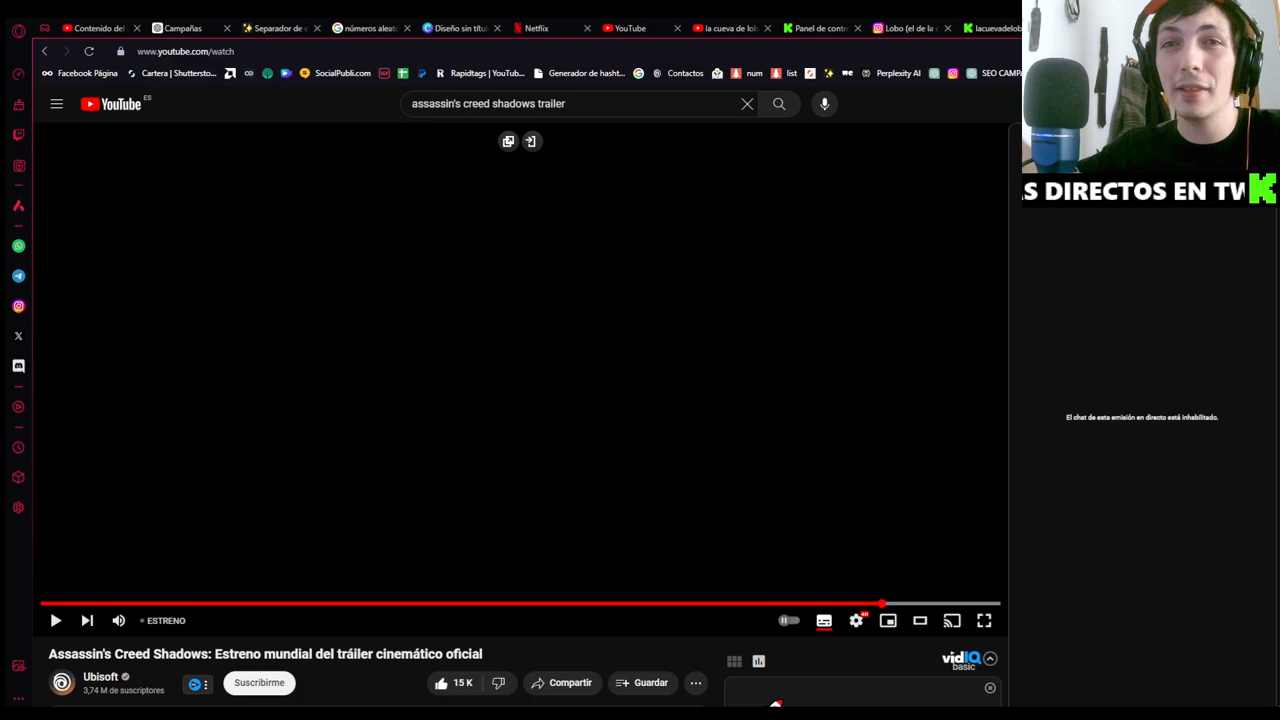 Contenido del
Campañas
Separador de c
números aleato
Diseño sin títu
Netflix
YouTube
la cueva de lob
Panel de contr
Lobo (el de la c
lacuevadelob
www.youtube.com/watch
Facebook Página
Cartera | Shuttersto...
SocialPubli.com
Rapidtags | YouTub...
Generador de hasht...
Contactos
num
list
Perplexity AI
SEO CAMPA
YouTube ES
assassin's creed shadows trailer
S DIRECTOS EN TW
El chat de esta emisión en directo está inhabilitado.
ESTRENO
4K
Assassin's Creed Shadows: Estreno mundial del tráiler cinemático oficial
Ubisoft
3,74 M de suscriptores
Suscribirme
15 K
Compartir
Guardar
vidIQ
basic